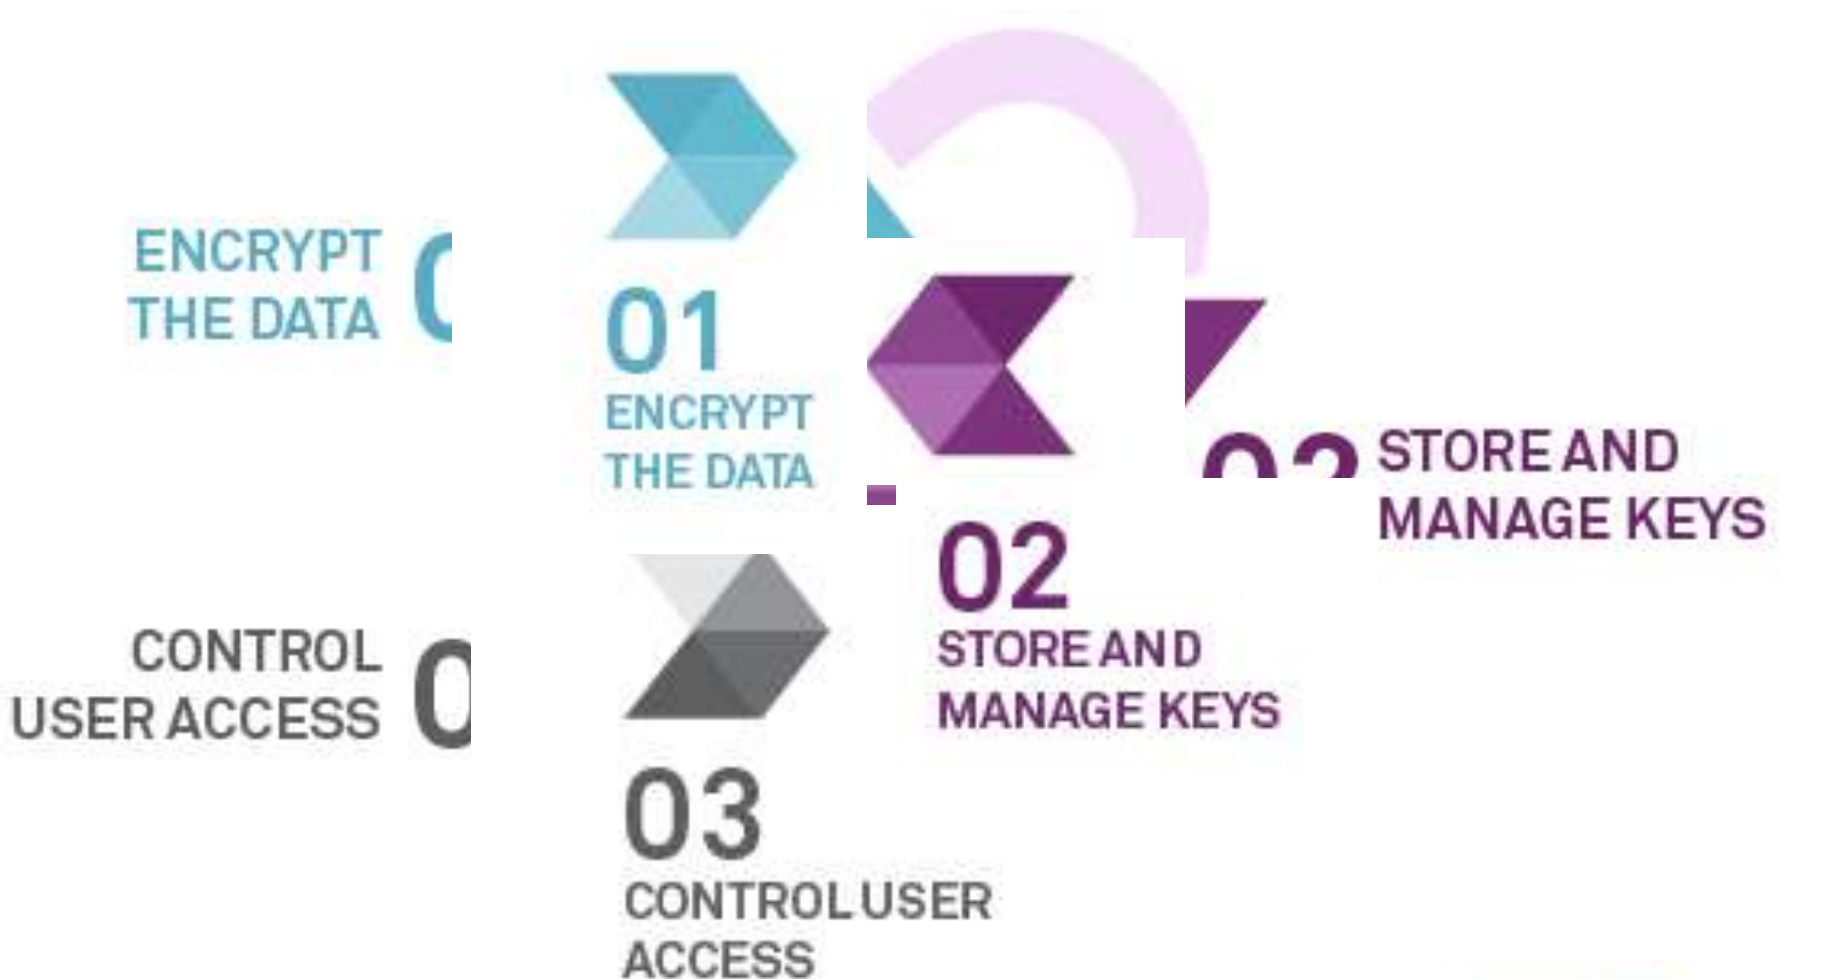 ENCRYPT
THE DATA
01
ENCRYPT
THE DATA
STORE AND
MANAGE KEYS
02
STORE AND
MANAGE KEYS
CONTROL
USER ACCESS
03
CONTROL USER
ACCESS